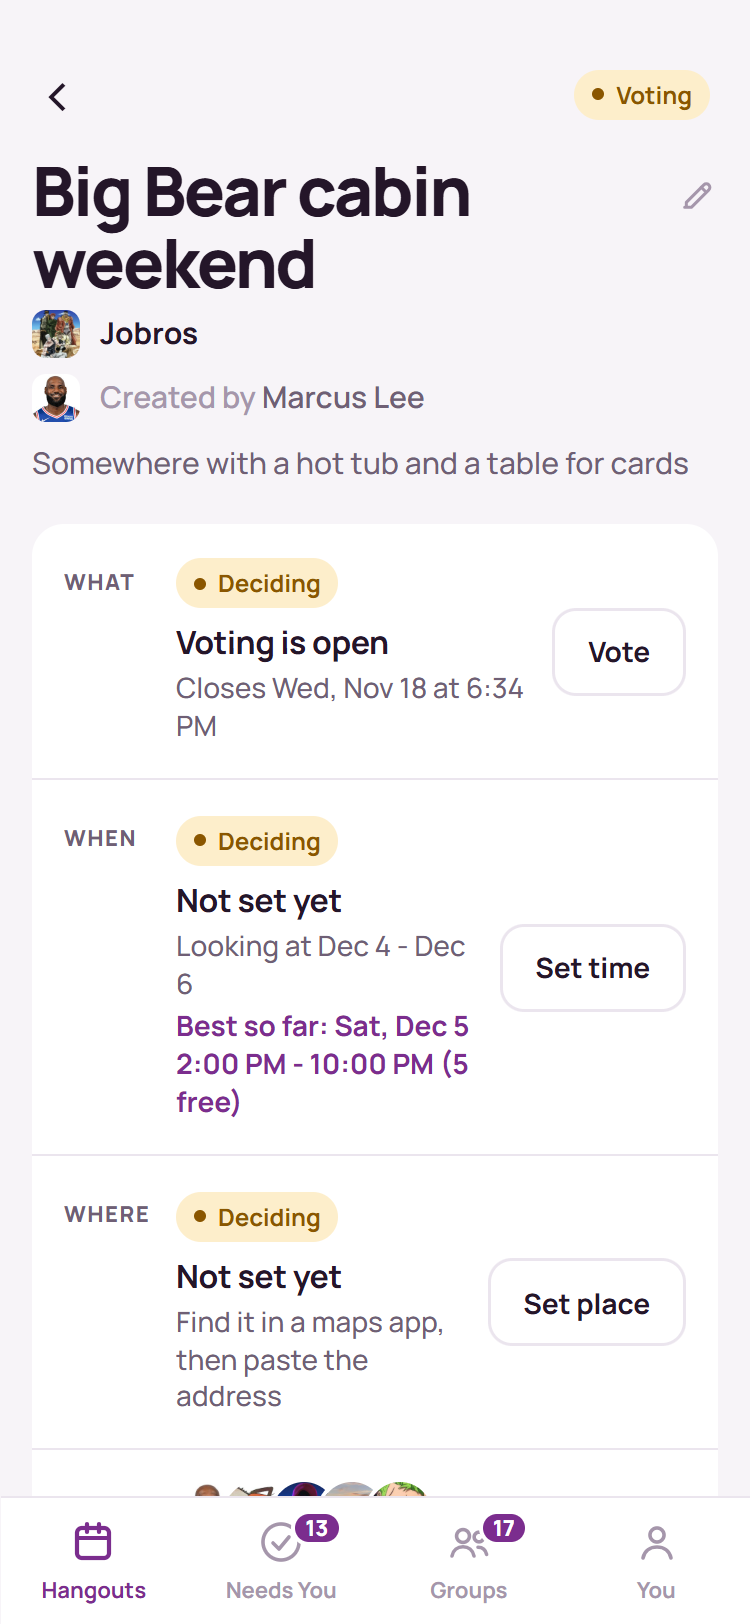 Voting
Big Bear cabin
weekend
Jobros
Created by Marcus Lee
Somewhere with a hot tub and a table for cards
WHAT
Deciding
Voting is open
Closes Wed, Nov 18 at 6:34
PM
Vote
WHEN
Deciding
Not set yet
Looking at Dec 4 - Dec
6
Best so far: Sat, Dec 5
2:00 PM - 10:00 PM (5
free)
Set time
WHERE
Deciding
Not set yet
Find it in a maps app,
then paste the
address
Set place
13
17
Hangouts
Needs You
Groups
You